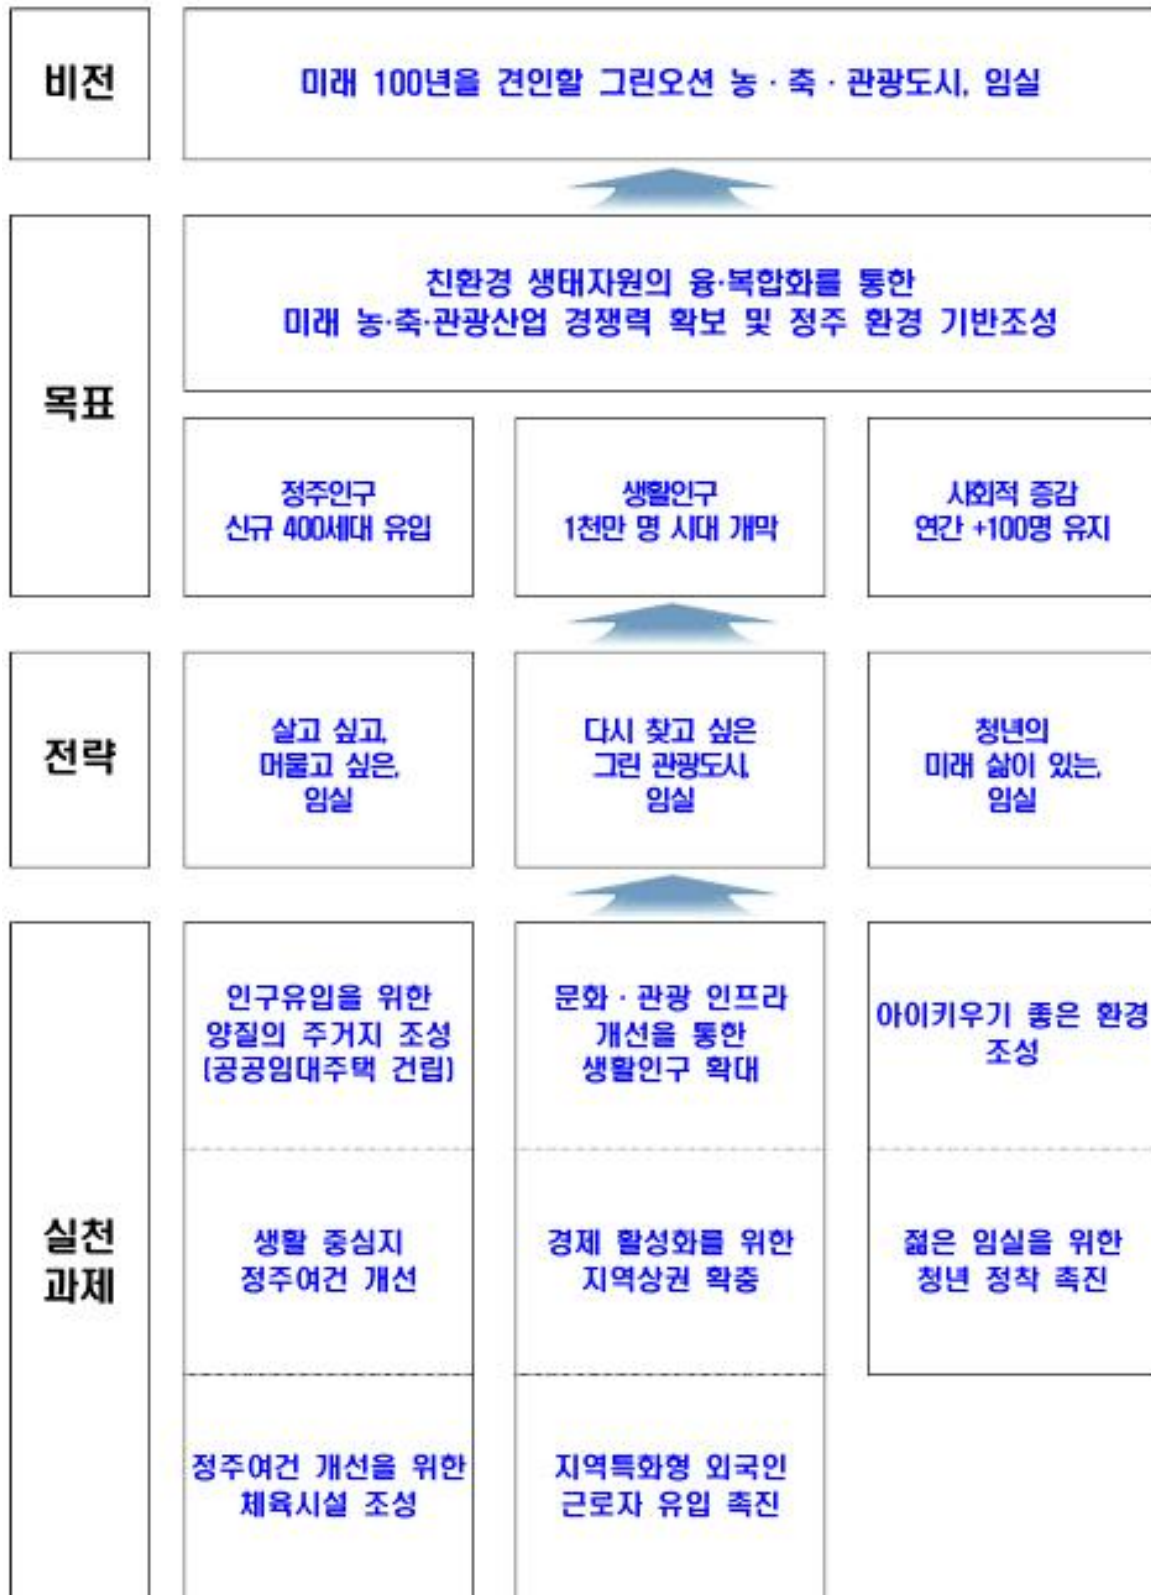 비전
미래 100년을 견인할 그린오션 농 · 축 · 관광도시, 임실
목표
친환경 생태자원의 융·복합화를 통한
미래 농·축·관광산업 경쟁력 확보 및 정주 환경 기반조성
정주인구
신규 400세대 유입
생활인구
1천만 명 시대 개막
사회적 증감
연간 +100명 유지
전략
살고 싶고,
머물고 싶은,
임실
다시 찾고 싶은
그린 관광도시,
임실
청년의
미래 삶이 있는,
임실
실천
과제
인구유입을 위한
양질의 주거지 조성
(공공임대주택 건립)
문화 · 관광 인프라
개선을 통한
생활인구 확대
아이키우기 좋은 환경
조성
생활 중심지
정주여건 개선
경제 활성화를 위한
지역상권 확충
젊은 임실을 위한
청년 정착 촉진
정주여건 개선을 위한
체육시설 조성
지역특화형 외국인
근로자 유입 촉진